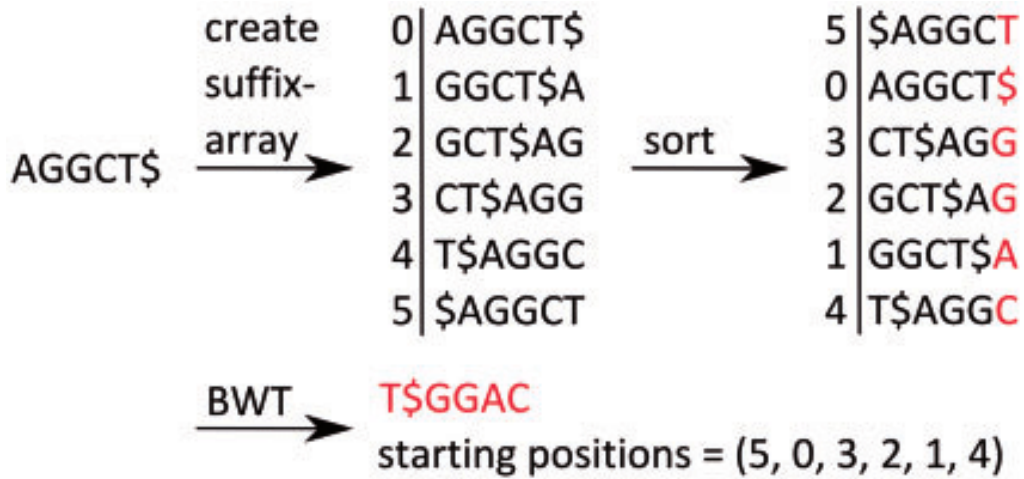 create
suffix-
array
AGGCT$
0 AGGCT$
1 GGCT$A
2 GCT$AG
3 CT$AGG
4 T$AGGC
5 $AGGCT
sort
5 $AGGCT
0 AGGCT$
3 CT$AGG
2 GCT$AG
1 GGCT$A
4 T$AGGC
BWT
T$GGAC
starting positions = (5, 0, 3, 2, 1, 4)